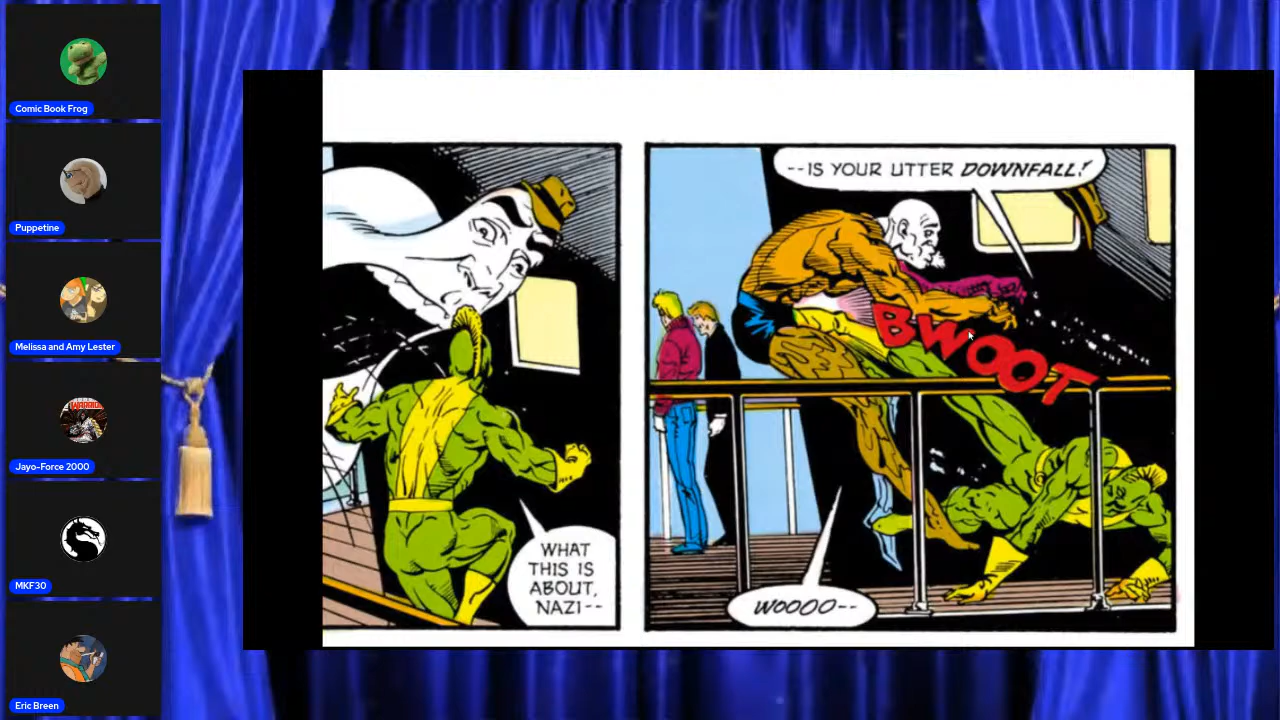 Comic Book Frog
Puppetine
Melissa and Amy Lester
Jayo-Force 2000
MKF30
Eric Breen
WHAT
THIS IS
ABOUT,
NAZI--
--IS YOUR UTTER DOWNFALL!
BWOOT
WOOOO--